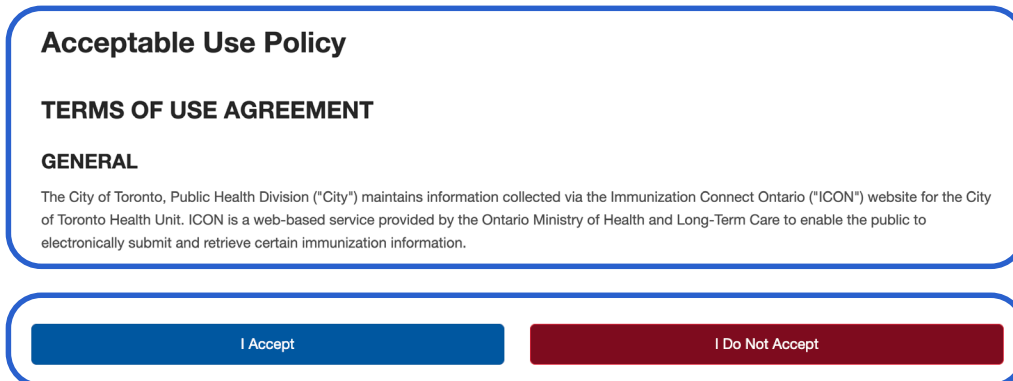 Acceptable Use Policy
TERMS OF USE AGREEMENT
GENERAL
The City of Toronto, Public Health Division ("City") maintains information collected via the Immunization Connect Ontario ("ICON") website for the City
of Toronto Health Unit. ICON is a web-based service provided by the Ontario Ministry of Health and Long-Term Care to enable the public to
electronically submit and retrieve certain immunization information.
I Accept
I Do Not Accept